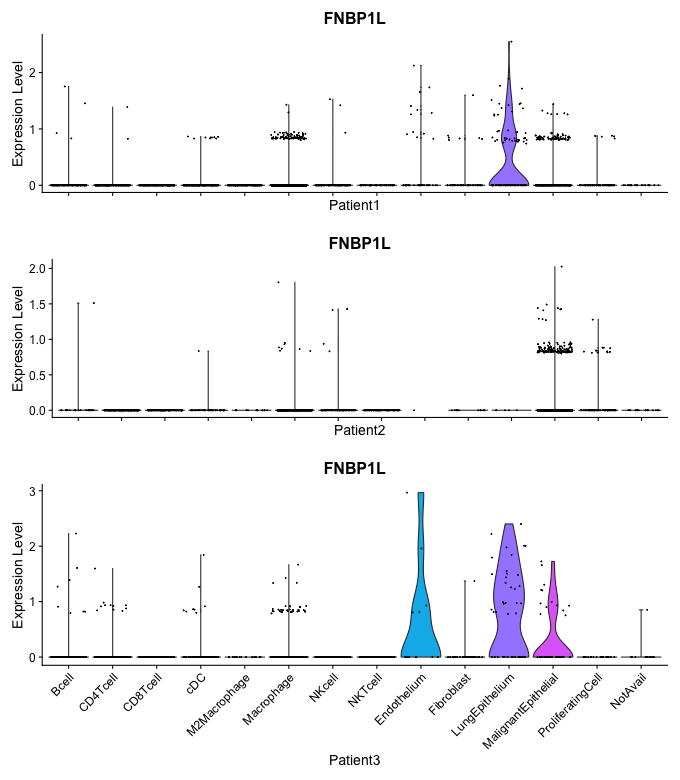 FNBP1L
Expression Level
2
1
0
Patient1
FNBP1L
Expression Level
2.0
1.5
1.0
0.5
0.0
Patient2
FNBP1L
Expression Level
3
2
1
0
Bcell
CD4Tcell
CD8Tcell
cDC
M2Macrophage
Macrophage
NKcell
NKTcell
Endothelium
Fibroblast
LungEpithelium
MalignantEpithelial
ProliferatingCell
NotAvail
Patient3